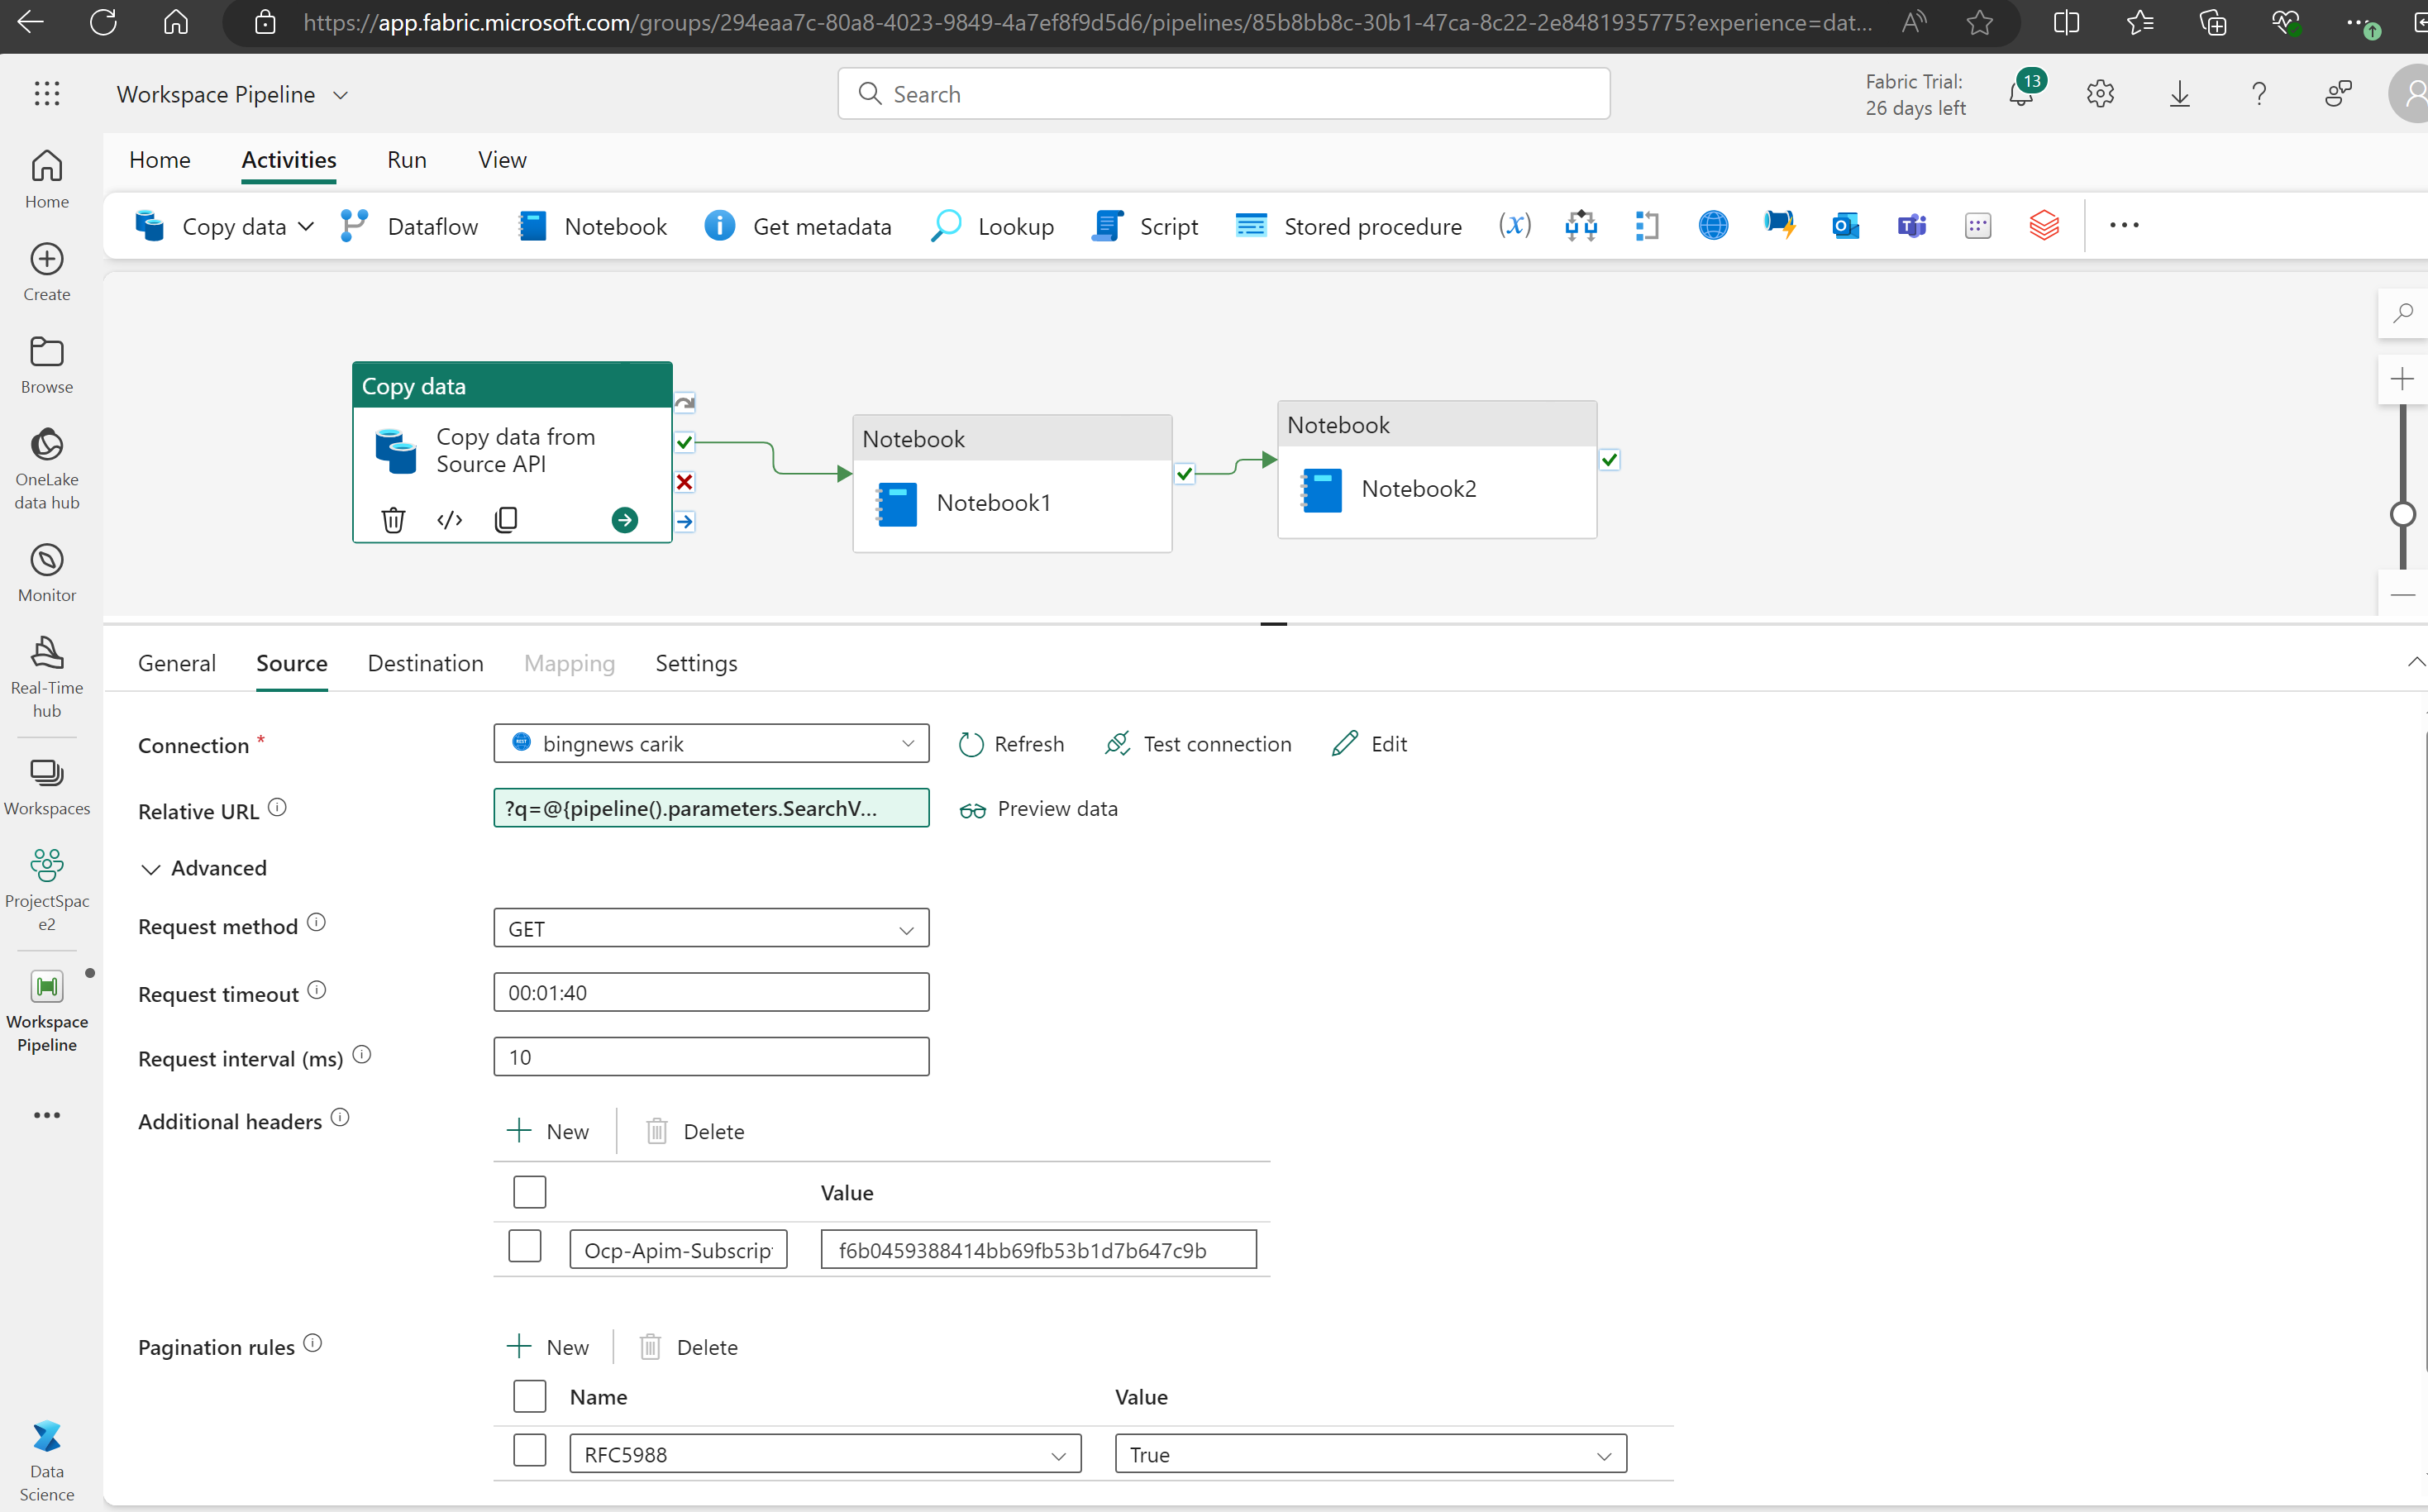 https://app.fabric.microsoft.com/groups/294eaa7c-80a8-4023-9849-4a7ef8f9d5d6/pipelines/85b8bb8c-30b1-47ca-8c22-2e8481935775?experience=dat...
Workspace Pipeline
Search
Fabric Trial:
26 days left
13
Home
Activities
Run
View
Copy data
Dataflow
Notebook
Get metadata
Lookup
Script
Stored procedure
(x)
Home
Create
Browse
OneLake
data hub
Monitor
Real-Time
hub
Workspaces
ProjectSpac
e2
Workspace
Pipeline
Data
Science
Copy data
Copy data from
Source API
Notebook
Notebook1
Notebook
Notebook2
General
Source
Destination
Mapping
Settings
Connection *
bingnews carik
Refresh
Test connection
Edit
Relative URL
?q=@{pipeline().parameters.SearchV...
Preview data
Advanced
Request method
GET
Request timeout
00:01:40
Request interval (ms)
10
Additional headers
New
Delete
Value
Ocp-Apim-Subscrip
f6b0459388414bb69fb53b1d7b647c9b
Pagination rules
New
Delete
Name
Value
RFC5988
True